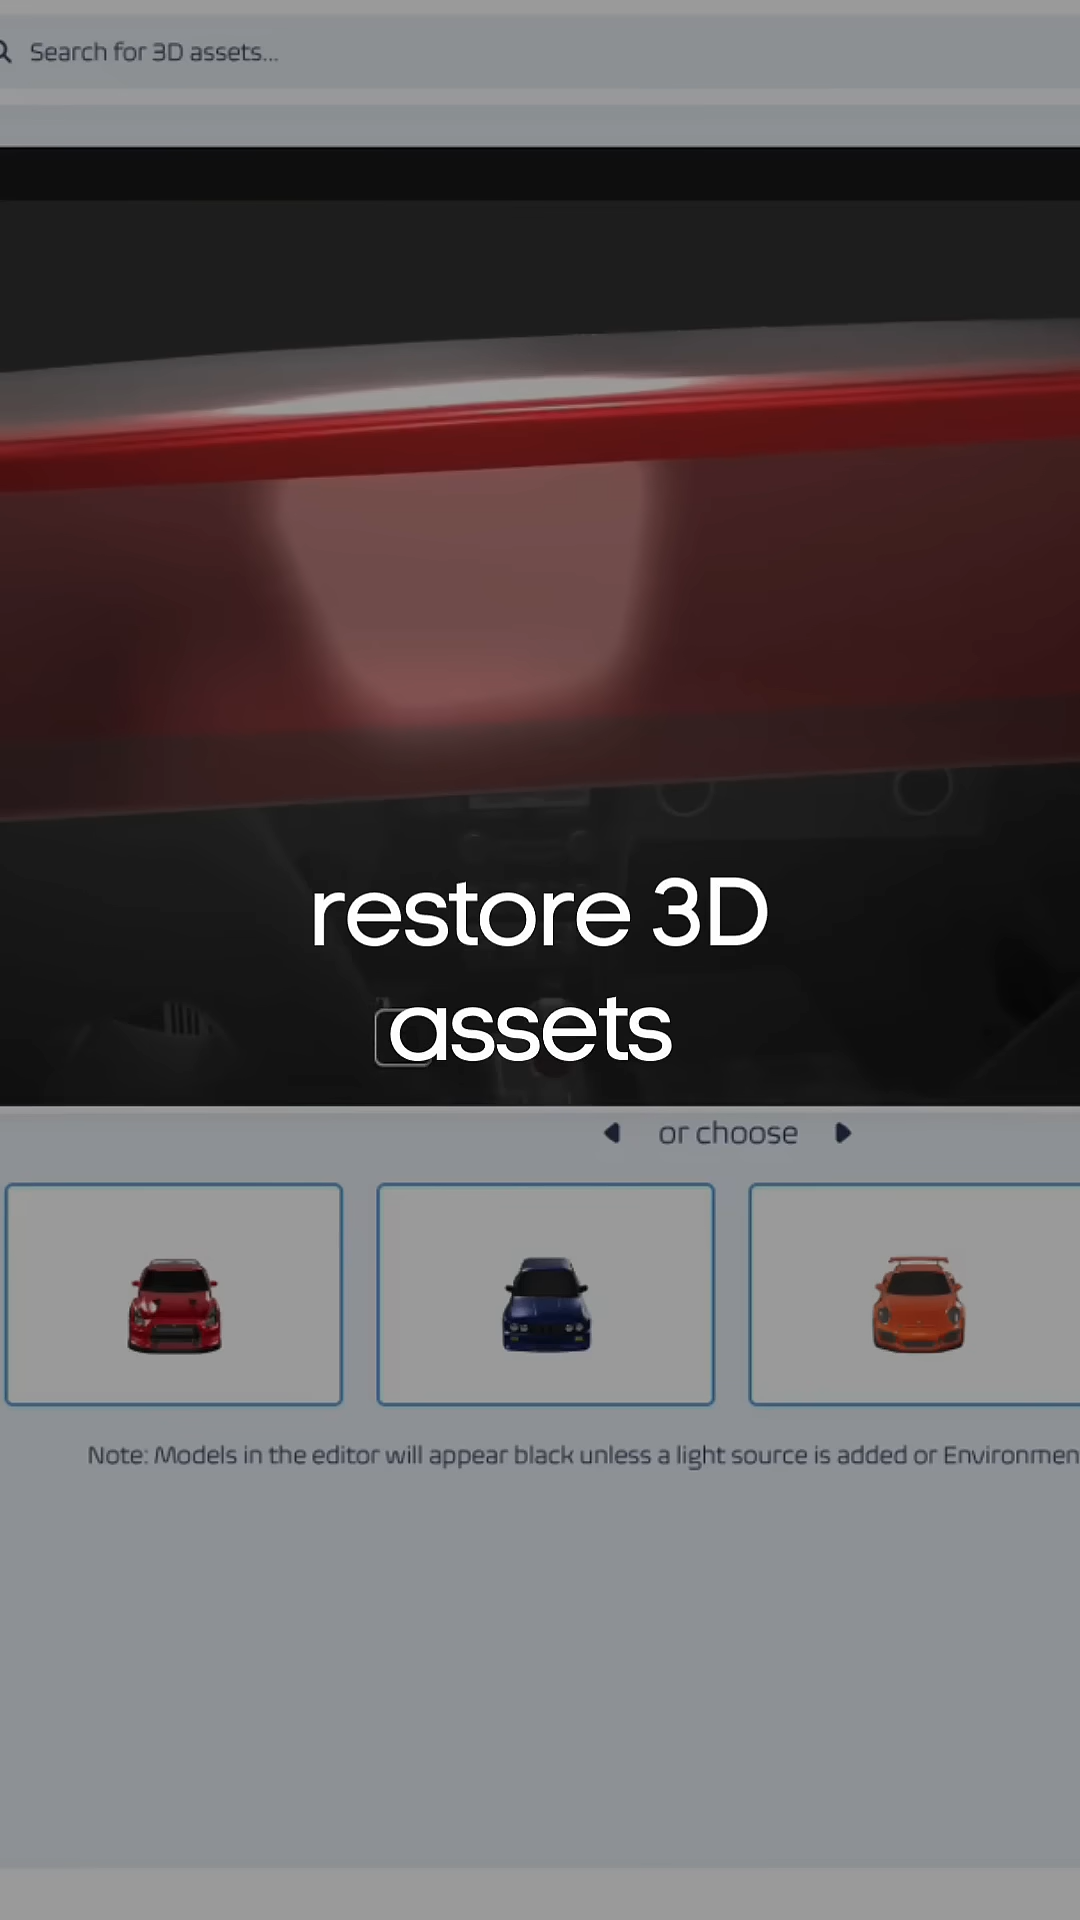 Search for 3D assets...
restore 3D
assets
or choose
Note: Models in the editor will appear black unless a light source is added or Environmen